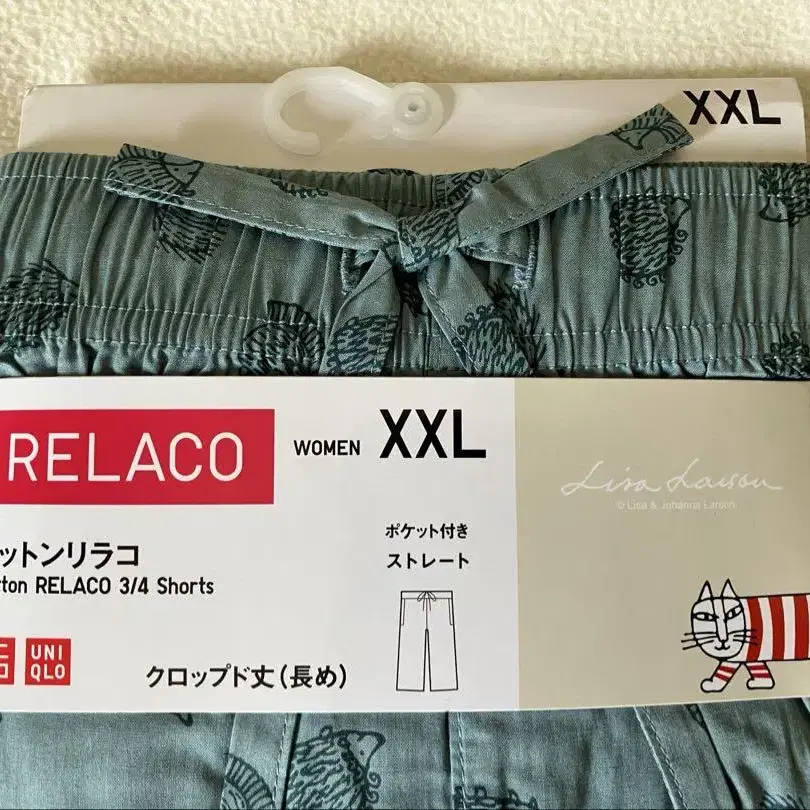 XXL
RELACO
WOMEN XXL
Lisa Larson
© Lisa & Johanna Larson
ポケット付き
ストレート
ットンリラコ
tton RELACO 3/4 Shorts
UNI
QLO
クロップド丈(長め)